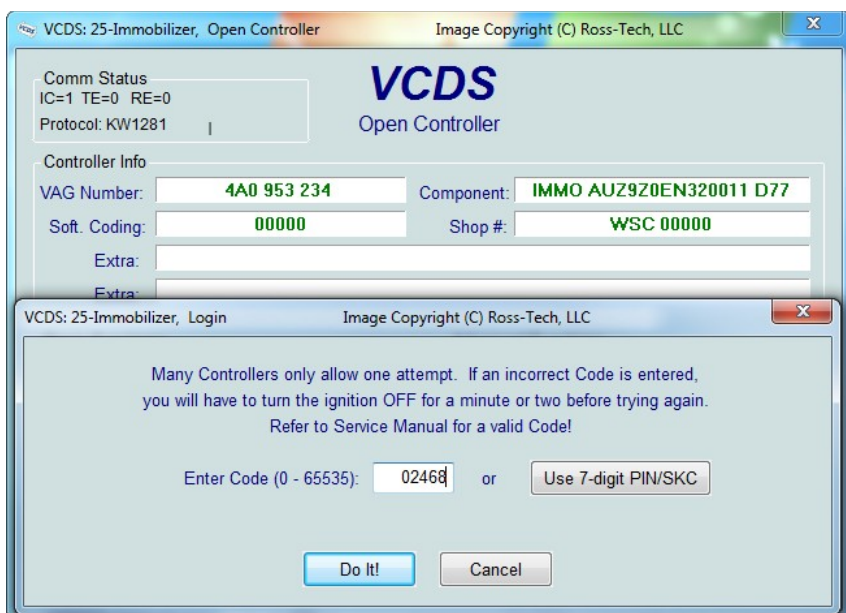 VCDS: 25-Immobilizer, Open Controller Image Copyright (C) Ross-Tech, LLC
Comm Status
IC=1 TE=0 RE=0
Protocol: KW1281 |
VCDS
Open Controller
Controller Info
VAG Number: 4A0 953 234 Component: IMMO AUZ9Z0EN320011 D77
Soft. Coding: 00000 Shop #: WSC 00000
Extra:
Extra:
VCDS: 25-Immobilizer, Login Image Copyright (C) Ross-Tech, LLC
Many Controllers only allow one attempt. If an incorrect Code is entered,
you will have to turn the ignition OFF for a minute or two before trying again.
Refer to Service Manual for a valid Code!
Enter Code (0 - 65535): 02468 or Use 7-digit PIN/SKC
Do It! Cancel